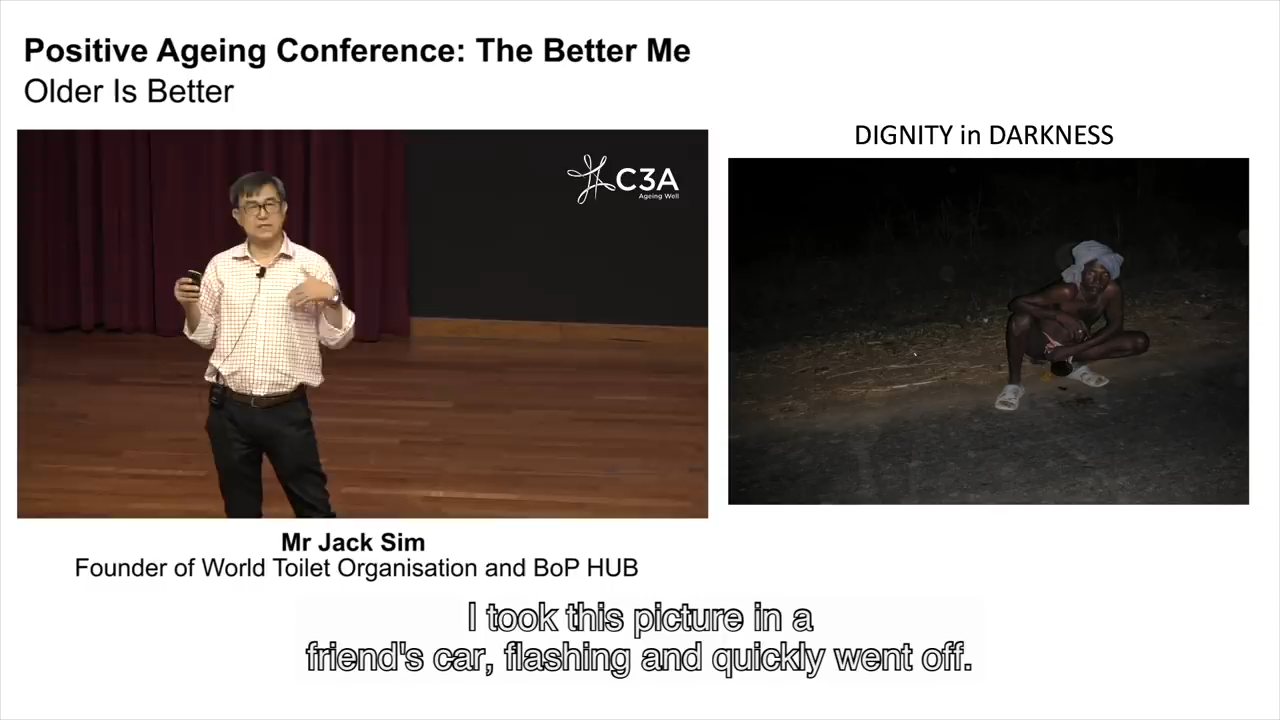 Positive Ageing Conference: The Better Me
Older Is Better
C3A
Ageing Well
DIGNITY in DARKNESS
Mr Jack Sim
Founder of World Toilet Organisation and BoP HUB
I took this picture in a
friend's car, flashing and quickly went off.